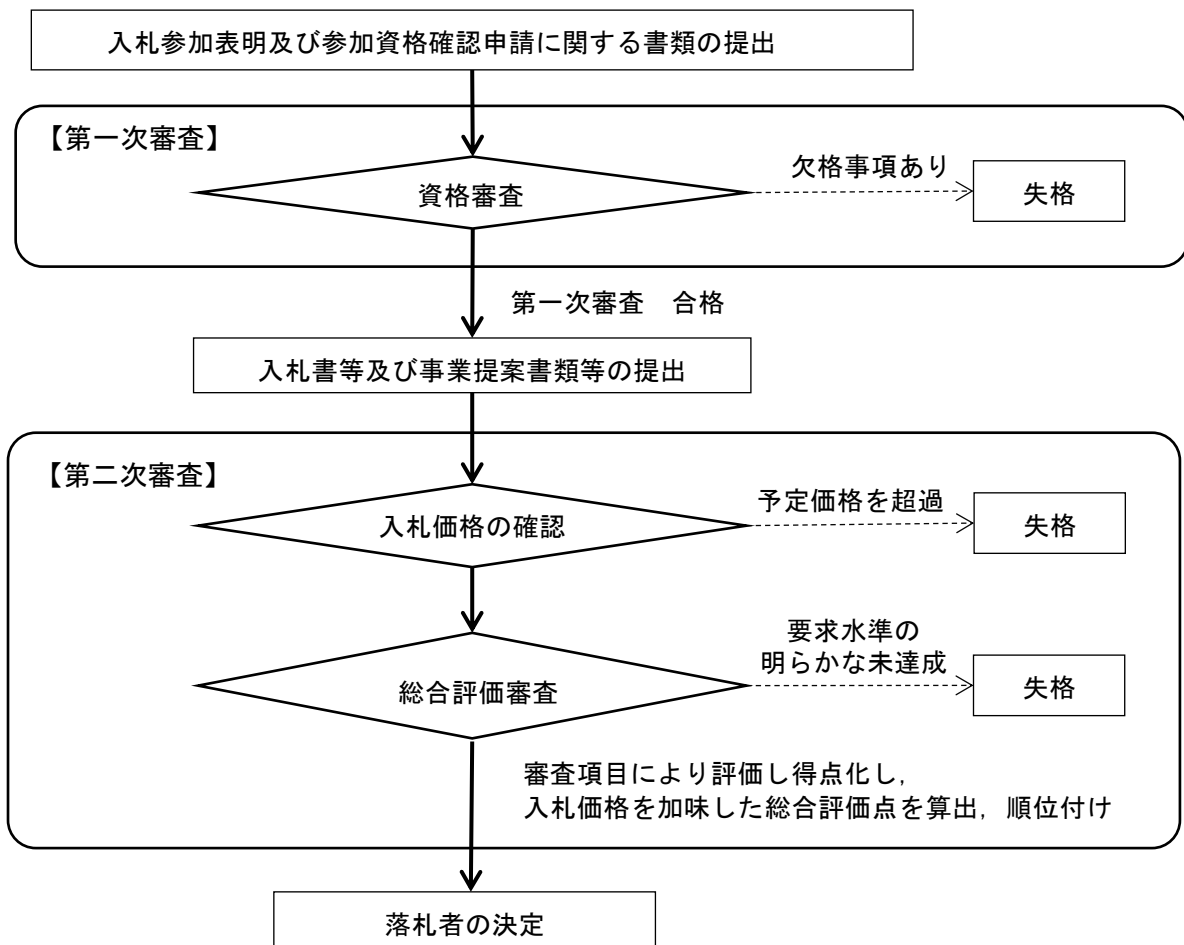 入札参加表明及び参加資格確認申請に関する書類の提出
【第一次審査】
欠格事項あり
資格審査
失格
第一次審査　合格
入札書等及び事業提案書類等の提出
【第二次審査】
予定価格を超過
入札価格の確認
失格
要求水準の
明らかな未達成
総合評価審査
失格
審査項目により評価し得点化し,
入札価格を加味した総合評価点を算出, 順位付け
落札者の決定